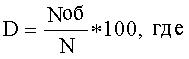 D = Nоб/N *100, где